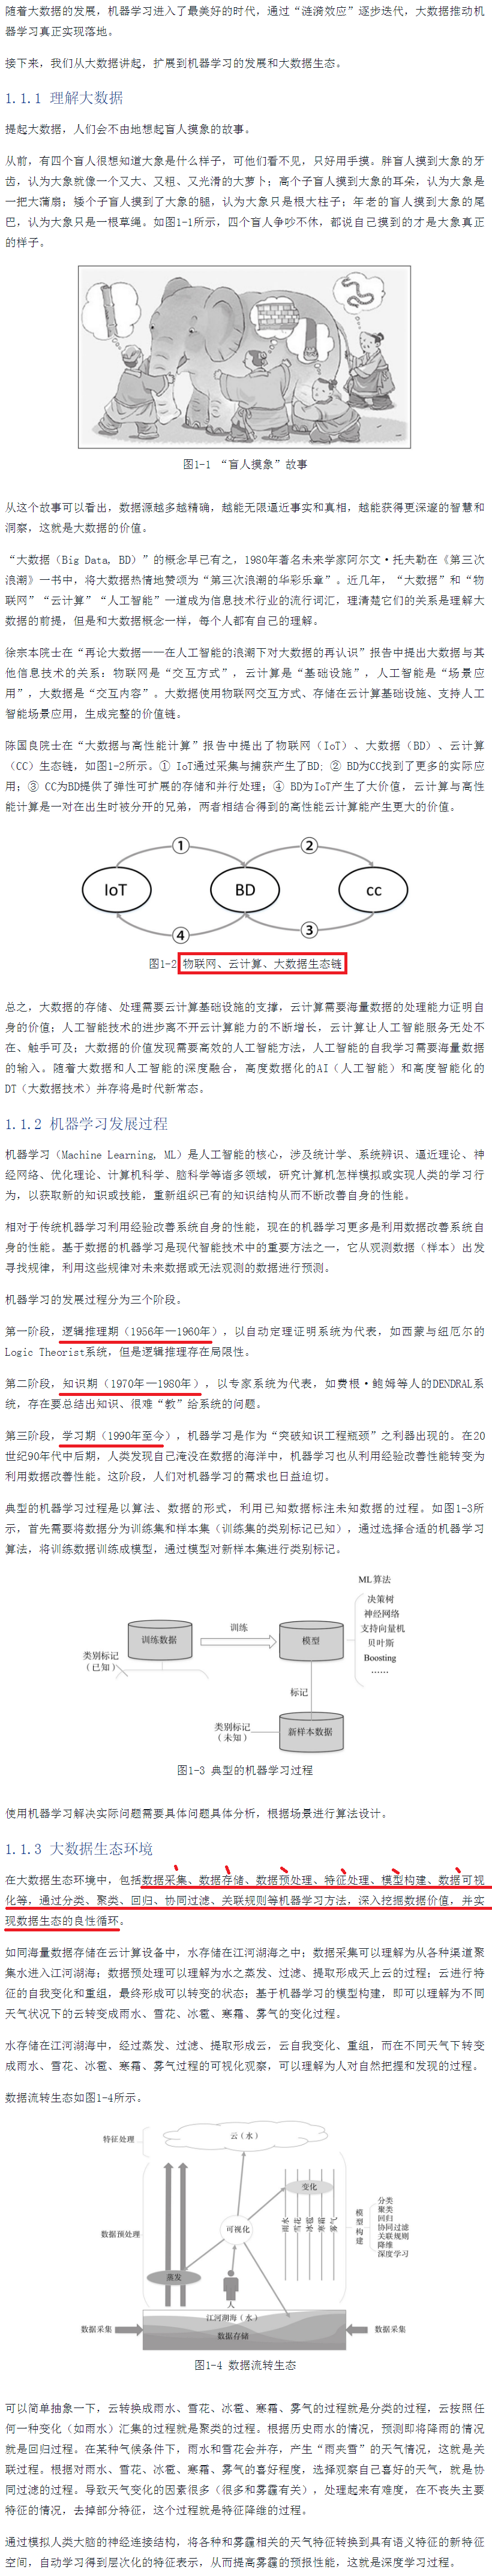 随着大数据的发展，机器学习进入了最美好的时代，通过“涟漪效应”逐步迭代，大数据推动机
器学习真正实现落地。
接下来，我们从大数据讲起，扩展到机器学习的发展和大数据生态。
1.1.1 理解大数据
提起大数据，人们会不由地想起盲人摸象的故事。
从前，有四个盲人很想知道大象是什么样子，可他们看不见，只好用手摸。胖盲人摸到大象的牙
齿，认为大象就像一个又大、又粗、又光滑的大萝卜；高个子盲人摸到大象的耳朵，认为大象是
一把大蒲扇；矮个子盲人摸到了大象的腿，认为大象只是根大柱子；年老的盲人摸到大象的尾
巴，认为大象只是一根草绳。如图1-1所示，四个盲人争吵不休，都说自己摸到的才是大象真正
的样子。
图1-1 “盲人摸象”故事
从这个故事可以看出，数据源越多越精确，越能无限逼近事实和真相，越能获得更深邃的智慧和
洞察，这就是大数据的价值。
“大数据（Big Data, BD）”的概念早已有之，1980年著名未来学家阿尔文·托夫勒在《第三次
浪潮》一书中，将大数据热情地赞颂为“第三次浪潮的华彩乐章”。近几年，“大数据”和“物
联网”“云计算”“人工智能”一道成为信息技术行业的流行词汇，理清楚它们的关系是理解大
数据的前提，但是和大数据概念一样，每个人都有自己的理解。
徐宗本院士在“再论大数据——在人工智能的浪潮下对大数据的再认识”报告中提出大数据与其
他信息技术的关系：物联网是“交互方式”，云计算是“基础设施”，人工智能是“场景应
用”，大数据是“交互内容”。大数据使用物联网交互方式、存储在云计算基础设施、支持人工
智能场景应用，生成完整的价值链。
陈国良院士在“大数据与高性能计算”报告中提出了物联网（IoT）、大数据（BD）、云计算
（CC）生态链，如图1-2所示。① IoT通过采集与捕获产生了BD；② BD为CC找到了更多的实际应
用；③ CC为BD提供了弹性可扩展的存储和并行处理；④ BD为IoT产生了大价值，云计算与高性
能计算是一对在出生时被分开的兄弟，两者相结合得到的高性能云计算能产生更大的价值。
① ②
IoT BD cc
④ ③
图1-2 物联网、云计算、大数据生态链
总之，大数据的存储、处理需要云计算基础设施的支撑，云计算需要海量数据的处理能力证明自
身的价值；人工智能技术的进步离不开云计算能力的不断增长，云计算让人工智能服务无处不
在、触手可及；大数据的价值发现需要高效的人工智能方法，人工智能的自我学习需要海量数据
的输入。随着大数据和人工智能的深度融合，高度数据化的AI（人工智能）和高度智能化的
DT（大数据技术）并存将是时代新常态。
1.1.2 机器学习发展过程
机器学习（Machine Learning, ML）是人工智能的核心，涉及统计学、系统辨识、逼近理论、神
经网络、优化理论、计算机科学、脑科学等诸多领域，研究计算机怎样模拟或实现人类的学习行
为，以获取新的知识或技能，重新组织已有的知识结构从而不断改善自身的性能。
相对于传统机器学习利用经验改善系统自身的性能，现在的机器学习更多是利用数据改善系统自
身的性能。基于数据的机器学习是现代智能技术中的重要方法之一，它从观测数据（样本）出发
寻找规律，利用这些规律对未来数据或无法观测的数据进行预测。
机器学习的发展过程分为三个阶段。
第一阶段，逻辑推理期（1956年—1960年），以自动定理证明系统为代表，如西蒙与纽厄尔的
Logic Theorist系统，但是逻辑推理存在局限性。
第二阶段，知识期（1970年—1980年），以专家系统为代表，如费根·鲍姆等人的DENDRAL系
统，存在要总结出知识、很难“教”给系统的问题。
第三阶段，学习期（1990年至今），机器学习是作为“突破知识工程瓶颈”之利器出现的。在20
世纪90年代中后期，人类发现自己淹没在数据的海洋中，机器学习也从利用经验改善性能转变为
利用数据改善性能。这阶段，人们对机器学习的需求也日益迫切。
典型的机器学习过程是以算法、数据的形式，利用已知数据标注未知数据的过程。如图1-3所
示，首先需要将数据分为训练集和样本集（训练集的类别标记已知），通过选择合适的机器学习
算法，将训练数据训练成模型，通过模型对新样本集进行类别标记。
ML算法
决策树
神经网络
支持向量机
贝叶斯
Boosting
……
训练数据
训练
模型
类别标记
（已知）
标记
类别标记
（未知）
新样本数据
图1-3 典型的机器学习过程
使用机器学习解决实际问题需要具体问题具体分析，根据场景进行算法设计。
1.1.3 大数据生态环境
在大数据生态环境中，包括数据采集、数据存储、数据预处理、特征处理、模型构建、数据可视
化等，通过分类、聚类、回归、协同过滤、关联规则等机器学习方法，深入挖掘数据价值，并实
现数据生态的良性循环。
如同海量数据存储在云计算设备中，水存储在江河湖海之中；数据采集可以理解为从各种渠道聚
集水进入江河湖海；数据预处理可以理解为水之蒸发、过滤、提取形成天上云的过程；云进行特
征的自我变化和重组，最终形成可以转变的状态；基于机器学习的模型构建，即可以理解为不同
天气状况下的云转变成雨水、雪花、冰雹、寒霜、雾气的变化过程。
水存储在江河湖海中，经过蒸发、过滤、提取形成云，云自我变化、重组，而在不同天气下转变
成雨水、雪花、冰雹、寒霜、雾气过程的可视化观察，可以理解为人对自然把握和发现的过程。
数据流转生态如图1-4所示。
特征处理
云（水）
变化
数据预处理
可视化
雨水
雪花
冰雹
寒霜
雾气
模型构建
分类
聚类
回归
协同过滤
关联规则
降维
深度学习
蒸发
人
江河湖海（水）
数据采集
数据存储
数据采集
图1-4 数据流转生态
可以简单抽象一下，云转换成雨水、雪花、冰雹、寒霜、雾气的过程就是分类的过程，云按照任
何一种变化（如雨水）汇集的过程就是聚类的过程。根据历史雨水的情况，预测即将降雨的情况
就是回归过程。在某种气候条件下，雨水和雪花会并存，产生“雨夹雪”的天气情况，这就是关
联过程。根据对雨水、雪花、冰雹、寒霜、雾气的喜好程度，选择观察自己喜好的天气，就是协
同过滤的过程。导致天气变化的因素很多（很多和雾霾有关），处理起来有难度，在不丧失主要
特征的情况，去掉部分特征，这个过程就是特征降维的过程。
通过模拟人类大脑的神经连接结构，将各种和雾霾相关的天气特征转换到具有语义特征的新特征
空间，自动学习得到层次化的特征表示，从而提高雾霾的预报性能，这就是深度学习过程。